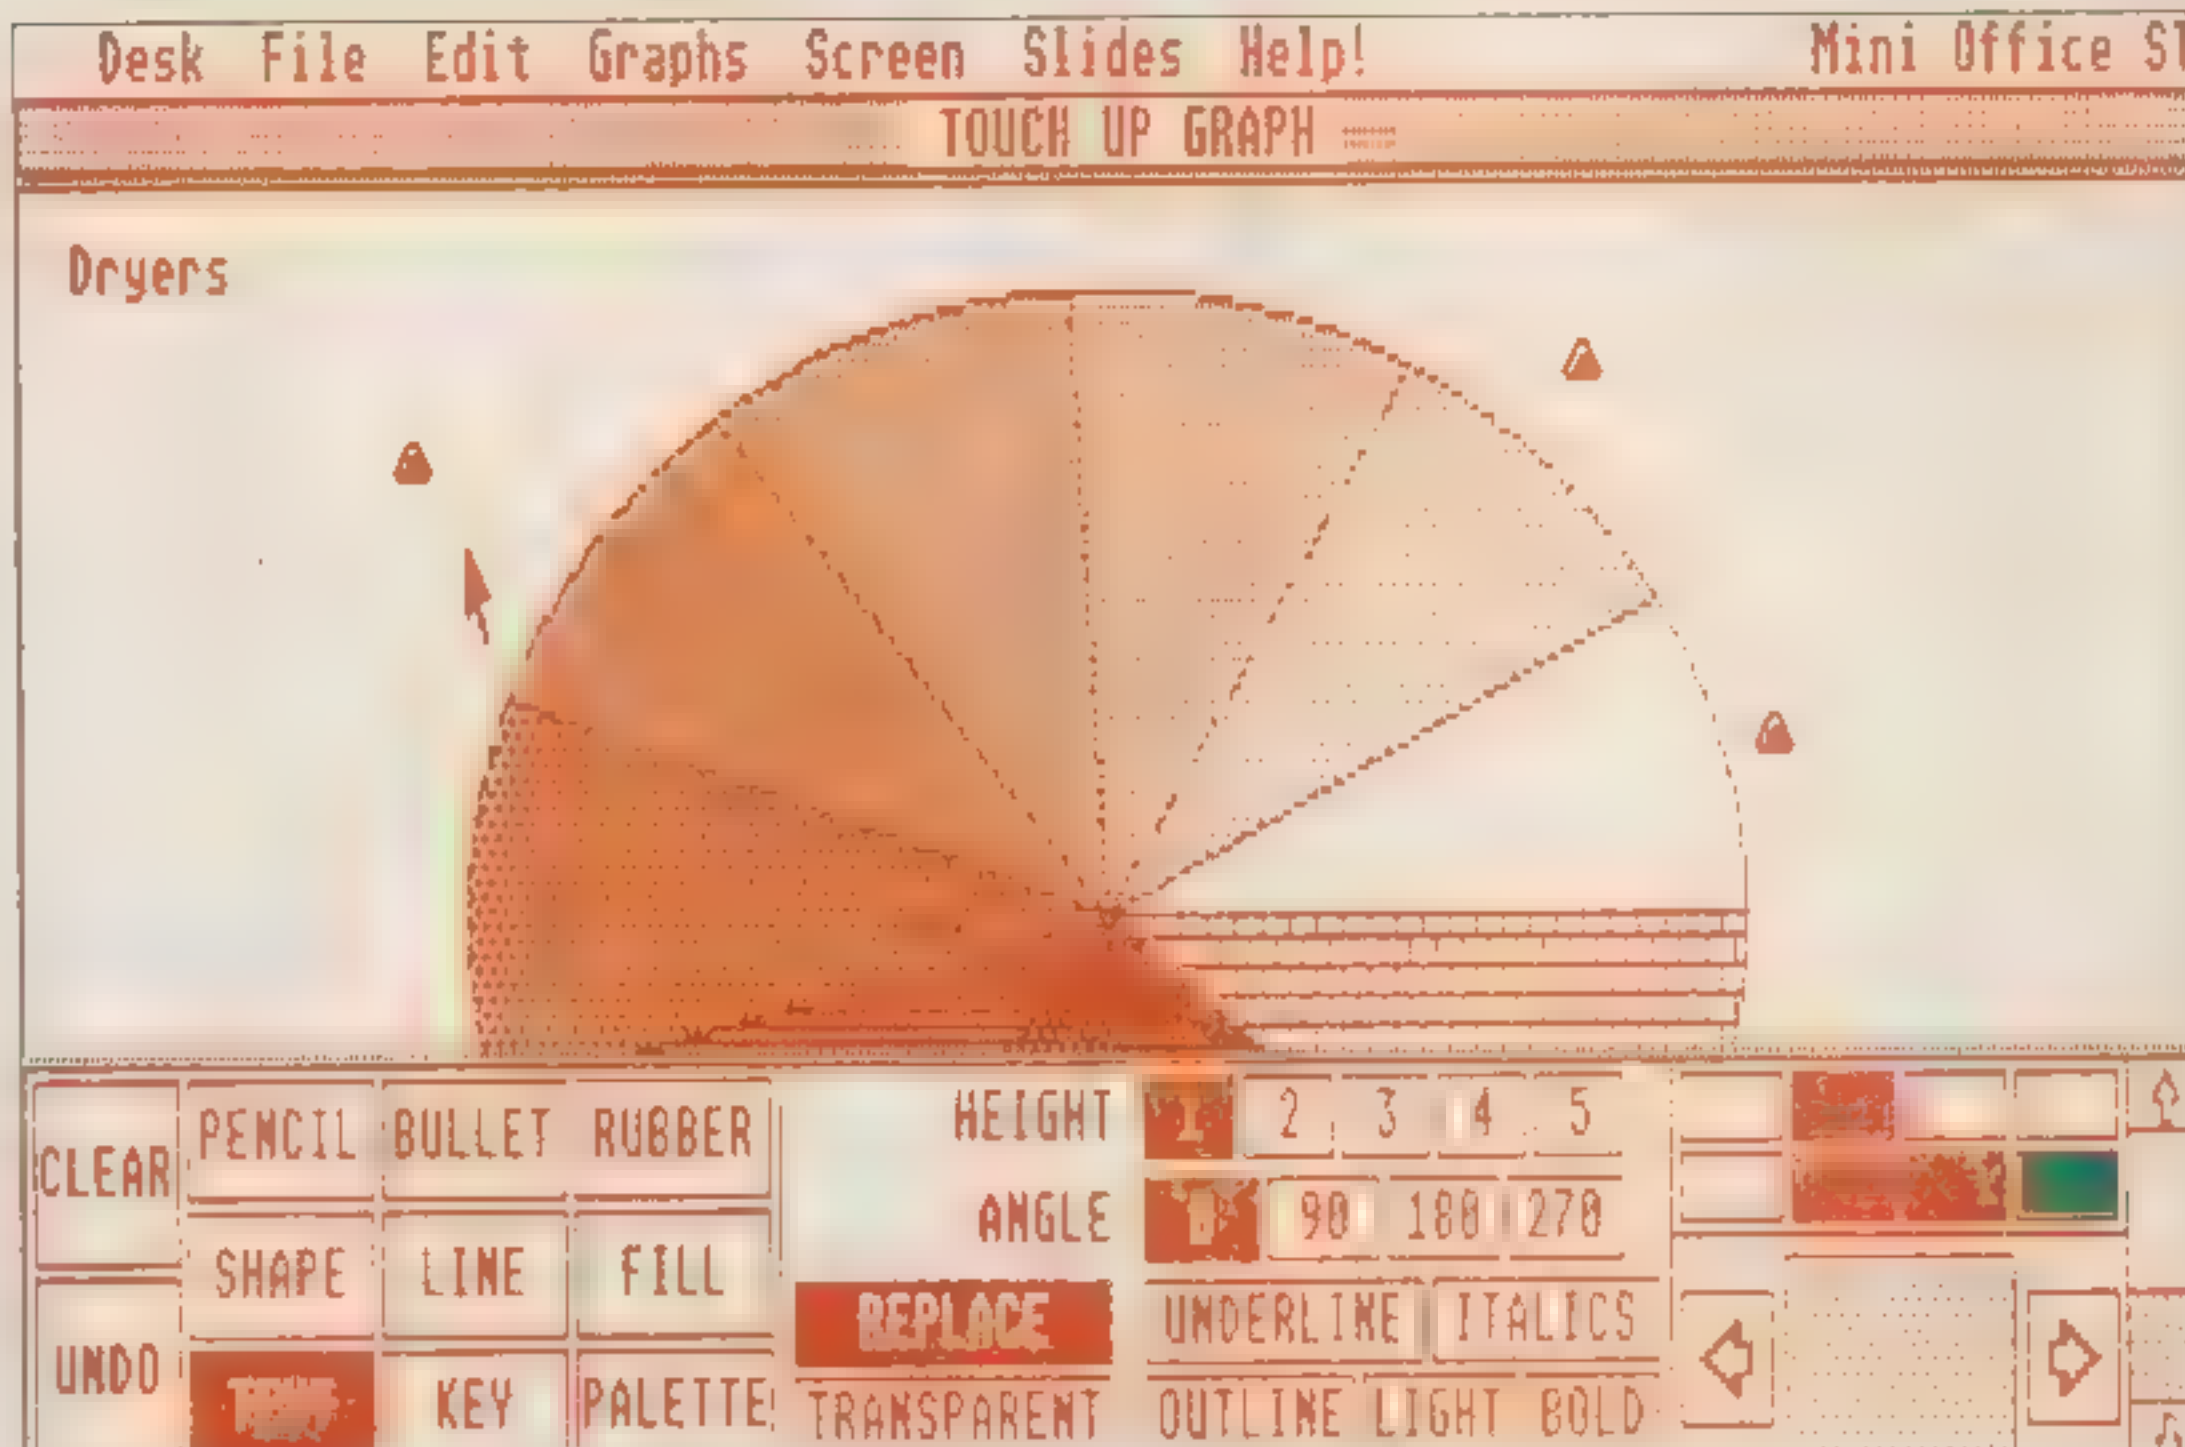 Desk File Edit Graphs Screen Slides Help! Mini Office
TOUCH UP GRAPH
Dryers
CLEAR PENCIL BULLET RUBBER HEIGHT 1 2 3 4 5
ANGLE 0 90 180 270
SHAPE LINE FILL
REPLACE UNDERLINE ITALICS
UNDO KEY PALETTE TRANSPARENT OUTLINE LIGHT BOLD